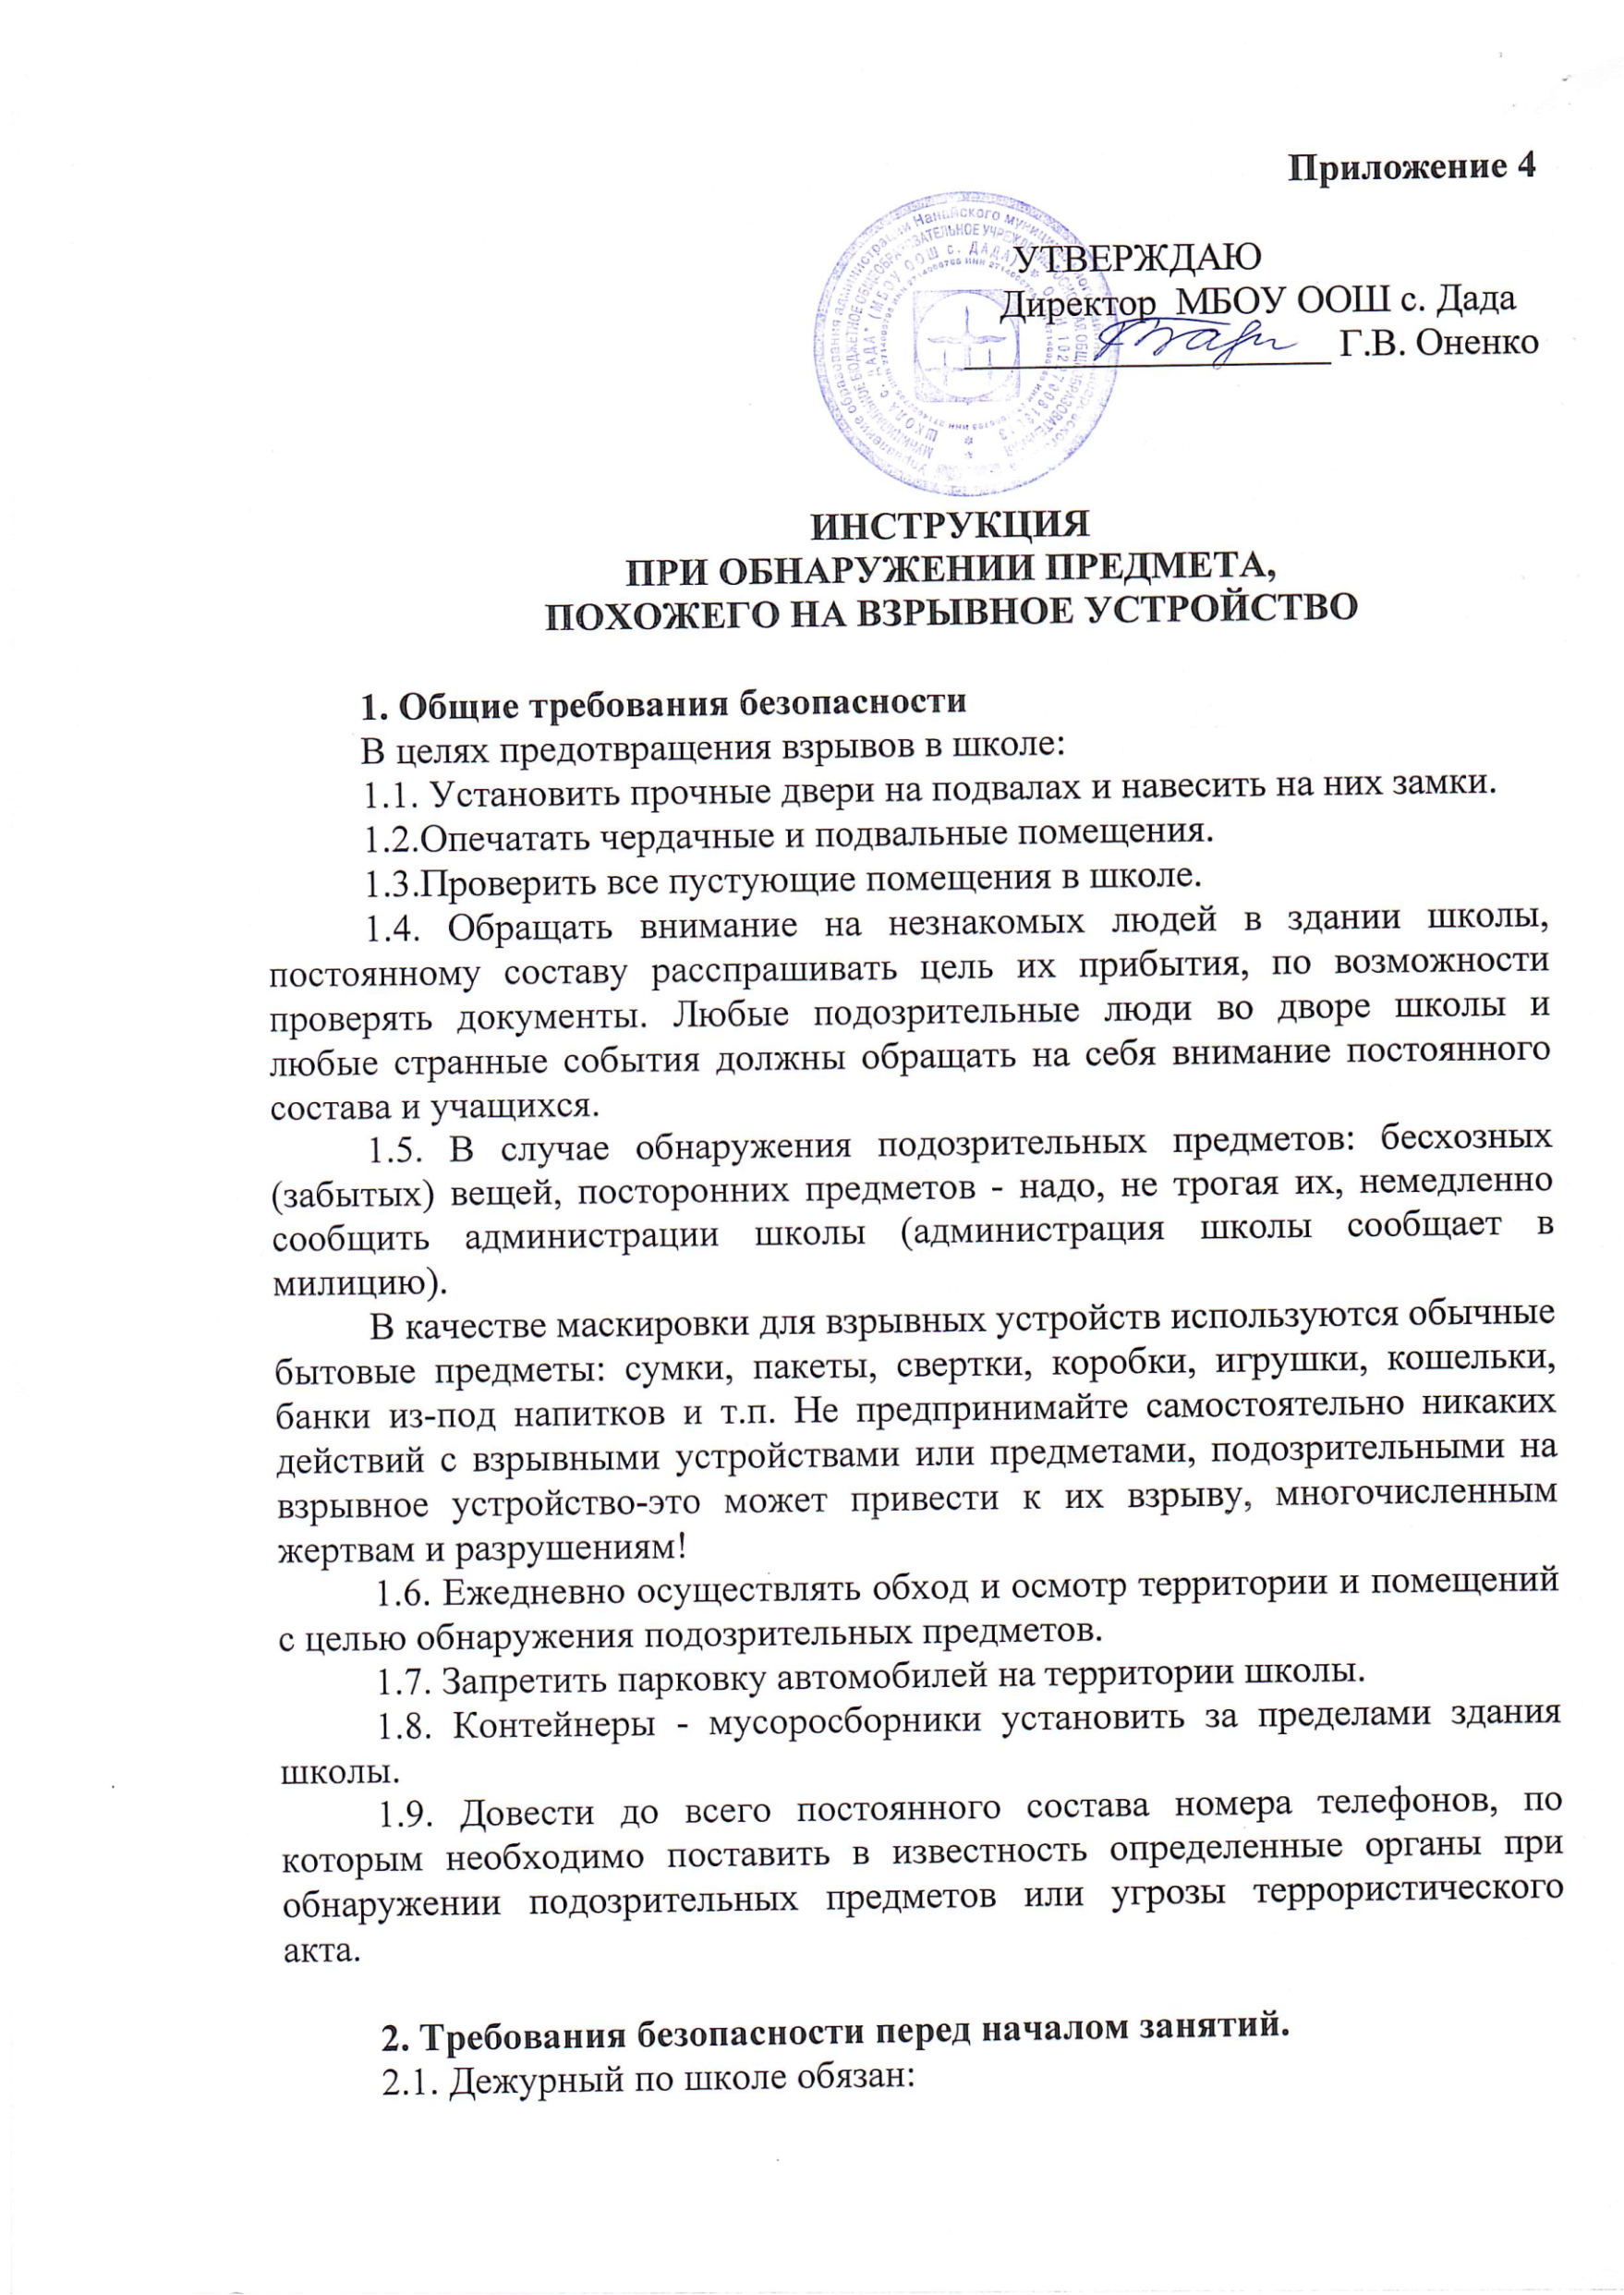 Приложение 4
УТВЕРЖДАЮ
Директор МБОУ ООШ с. Дада
Г.В. Оненко
ИНСТРУКЦИЯ
ПРИ ОБНАРУЖЕНИИ ПРЕДМЕТА,
ПОХОЖЕГО НА ВЗРЫВНОЕ УСТРОЙСТВО
1. Общие требования безопасности
В целях предотвращения взрывов в школе:
1.1. Установить прочные двери на подвалах и навесить на них замки.
1.2.Опечатать чердачные и подвальные помещения.
1.3.Проверить все пустующие помещения в школе.
1.4. Обращать внимание на незнакомых людей в здании школы,
постоянному составу расспрашивать цель их прибытия, по возможности
проверять документы. Любые подозрительные люди во дворе школы и
любые странные события должны обращать на себя внимание постоянного
состава и учащихся.
1.5. В случае обнаружения подозрительных предметов: бесхозных
(забытых) вещей, посторонних предметов - надо, не трогая их, немедленно
сообщить администрации школы (администрация школы сообщает в
милицию).
В качестве маскировки для взрывных устройств используются обычные
бытовые предметы: сумки, пакеты, свертки, коробки, игрушки, кошельки,
банки из-под напитков и т.п. Не предпринимайте самостоятельно никаких
действий с взрывными устройствами или предметами, подозрительными на
взрывное устройство-это может привести к их взрыву, многочисленным
жертвам и разрушениям!
1.6. Ежедневно осуществлять обход и осмотр территории и помещений
с целью обнаружения подозрительных предметов.
1.7. Запретить парковку автомобилей на территории школы.
1.8. Контейнеры - мусоросборники установить за пределами здания
школы.
1.9. Довести до всего постоянного состава номера телефонов, по
которым необходимо поставить в известность определенные органы при
обнаружении подозрительных предметов или угрозы террористического
акта.
2. Требования безопасности перед началом занятий.
2.1. Дежурный по школе обязан: